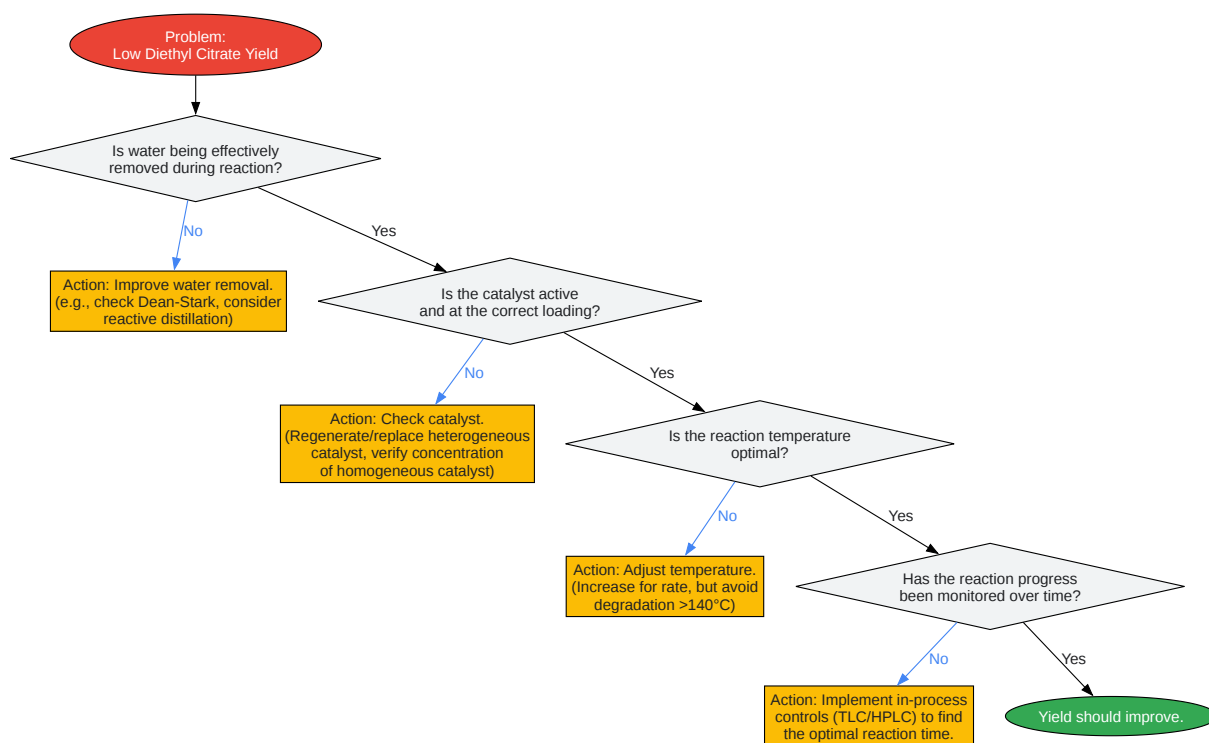 Problem:
Low Diethyl Citrate Yield
Is water being effectively
removed during reaction?
No
Yes
Action: Improve water removal.
(e.g., check Dean-Stark, consider
reactive distillation)
Is the catalyst active
and at the correct loading?
No
Yes
Action: Check catalyst.
(Regenerate/replace heterogeneous
catalyst, verify concentration
of homogeneous catalyst)
Is the reaction temperature
optimal?
No
Yes
Action: Adjust temperature.
(Increase for rate, but avoid
degradation >140°C)
Has the reaction progress
been monitored over time?
No
Yes
Action: Implement in-process
controls (TLC/HPLC) to find
the optimal reaction time.
Yield should improve.